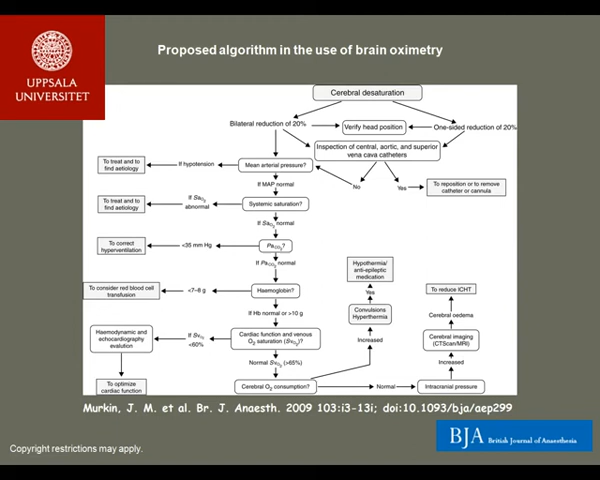 Proposed algorithm in the use of brain oximetry
UPPSALA
UNIVERSITET
Cerebral desaturation
Bilateral reduction of 20%
Verify head position
One-sided reduction of 20%
Inspection of central, aortic, and superior
vena cava catheters
To treat and to
find aetiology
If hypotension
Mean arterial pressure?
No
Yes
To reposition or to remove
catheter or cannula
If MAP normal
To treat and to
find aetiology
If SaO2
abnormal
Systemic saturation?
If SaO2 normal
To correct
hyperventilation
<35 mm Hg
PaCO2?
If PaCO2 normal
Hypothermia/
anti-epileptic
medication
To consider red blood cell
transfusion
<7–8 g
Haemoglobin?
Yes
To reduce ICHT
If Hb normal or >10 g
Convulsions
Hyperthermia
Cerebral oedema
Haemodynamic and
echocardiography
evalution
If SvO2
<60%
Cardiac function and venous
O2 saturation (SvO2)?
Increased
Cerebral imaging
(CTScan/MRI)
Normal SvO2 (>65%)
Increased
To optimize
cardiac function
Cerebral O2 consumption?
Normal
Intracranial pressure
Murkin, J. M. et al. Br. J. Anaesth. 2009 103:i3-13i; doi:10.1093/bja/aep299
BJA British Journal of Anaesthesia
Copyright restrictions may apply.